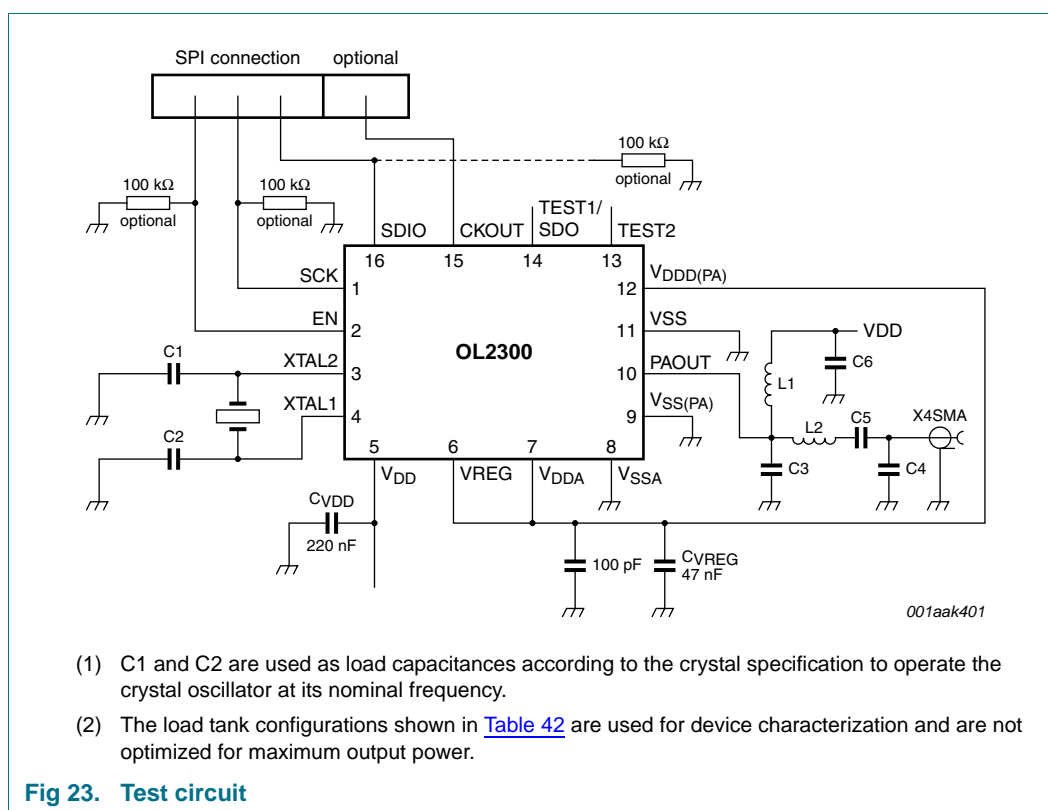 SPI connection optional
100 kΩ
optional
100 kΩ
optional
100 kΩ
optional
SDIO
CKOUT
TEST1/
SDO
TEST2
16 15 14 13
SCK 1
EN 2
XTAL2 3
XTAL1 4
OL2300
12 VDDD(PA)
11 VSS
10 PAOUT
9 VSS(PA)
5 6 7 8
VDD
VREG
VDDA
VSSA
C1
C2
CVDD
220 nF
100 pF
CVREG
47 nF
VDD
C6
L1
L2
C5
X4SMA
C3
C4
001aak401
(1) C1 and C2 are used as load capacitances according to the crystal specification to operate the
crystal oscillator at its nominal frequency.
(2) The load tank configurations shown in Table 42 are used for device characterization and are not
optimized for maximum output power.
Fig 23. Test circuit